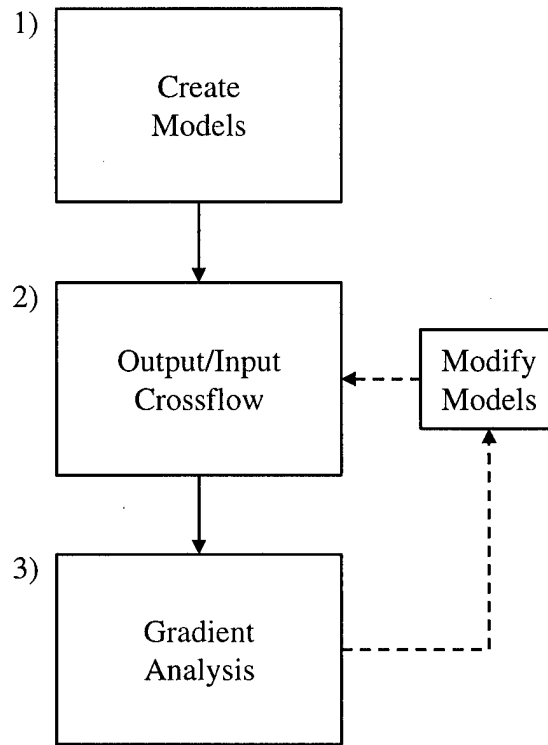 1)
Create
Models
2)
Output/Input
Crossflow
Modify
Models
3)
Gradient
Analysis